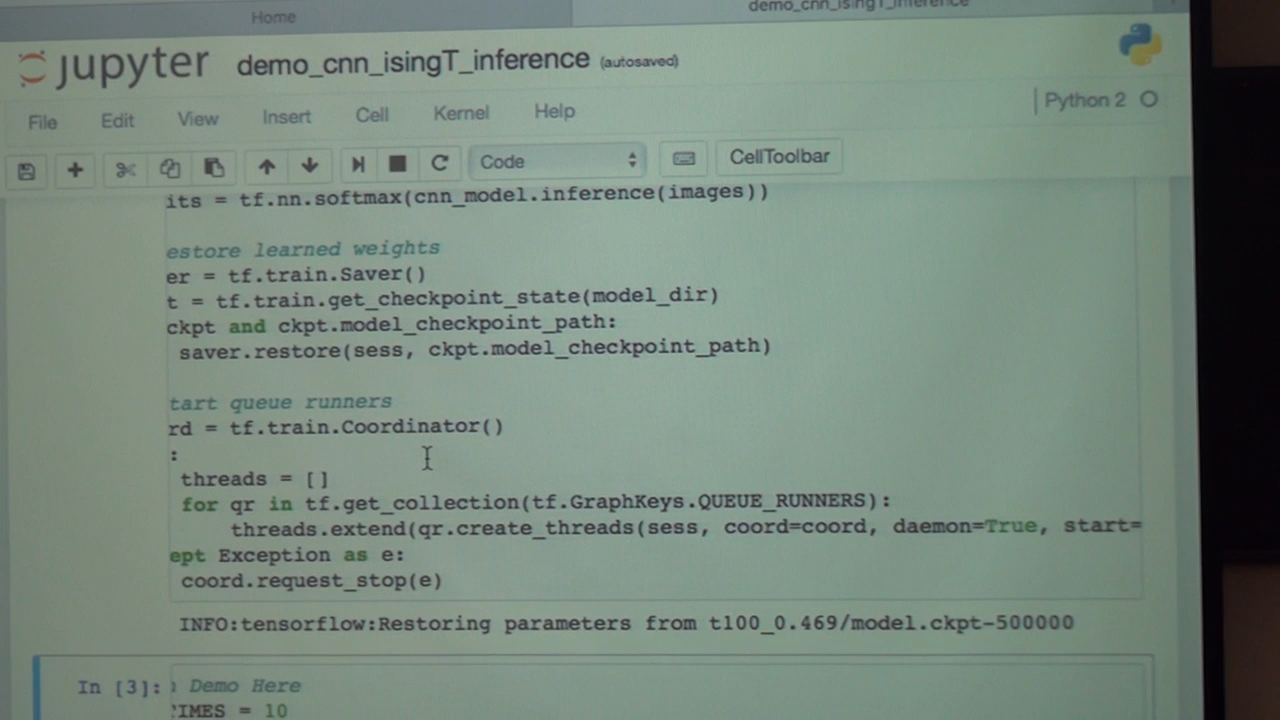 Home
demo_cnn_isingT_inference
jupyter demo_cnn_isingT_inference (autosaved)
File Edit View Insert Cell Kernel Help
Python 2
Code CellToolbar
its = tf.nn.softmax(cnn_model.inference(images))
estore learned weights
er = tf.train.Saver()
t = tf.train.get_checkpoint_state(model_dir)
ckpt and ckpt.model_checkpoint_path:
saver.restore(sess, ckpt.model_checkpoint_path)
tart queue runners
rd = tf.train.Coordinator()
:
threads = []
for qr in tf.get_collection(tf.GraphKeys.QUEUE_RUNNERS):
threads.extend(qr.create_threads(sess, coord=coord, daemon=True, start=
ept Exception as e:
coord.request_stop(e)
INFO:tensorflow:Restoring parameters from t100_0.469/model.ckpt-500000
In [3]: Demo Here
TIMES = 10